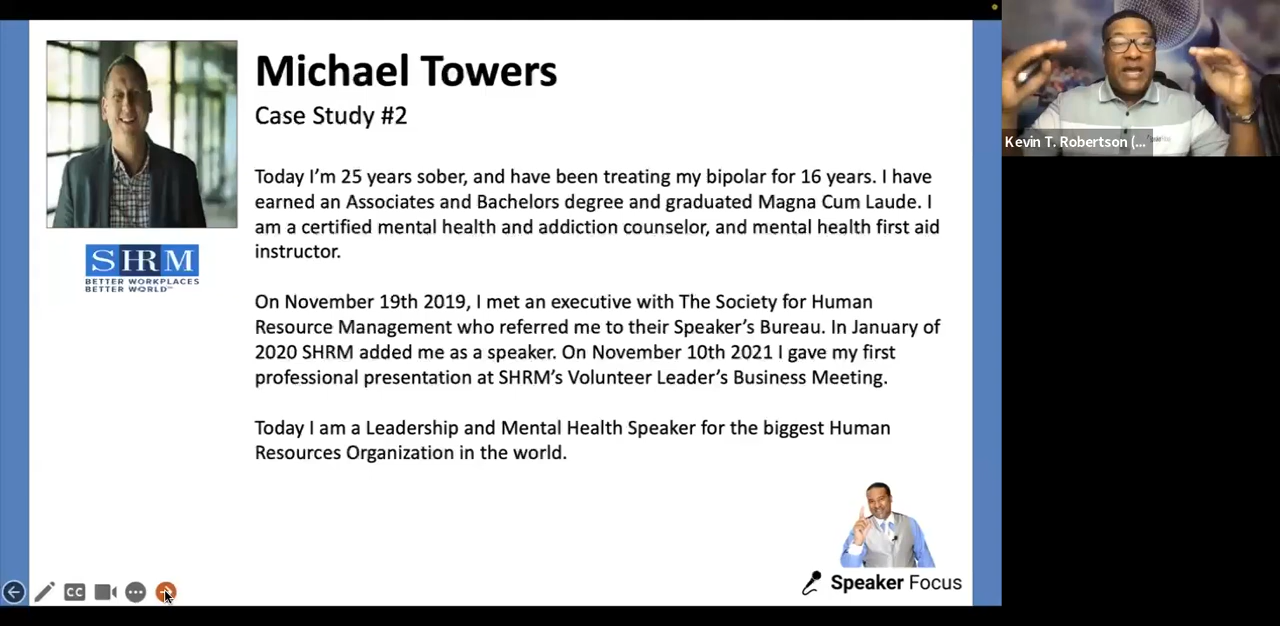 Michael Towers
Case Study #2
Today I'm 25 years sober, and have been treating my bipolar for 16 years. I have
earned an Associates and Bachelors degree and graduated Magna Cum Laude. I
am a certified mental health and addiction counselor, and mental health first aid
instructor.
SHRM
BETTER WORKPLACES
BETTER WORLD™
On November 19th 2019, I met an executive with The Society for Human
Resource Management who referred me to their Speaker's Bureau. In January of
2020 SHRM added me as a speaker. On November 10th 2021 I gave my first
professional presentation at SHRM's Volunteer Leader's Business Meeting.
Today I am a Leadership and Mental Health Speaker for the biggest Human
Resources Organization in the world.
Speaker Focus
CC
Kevin T. Robertson (...